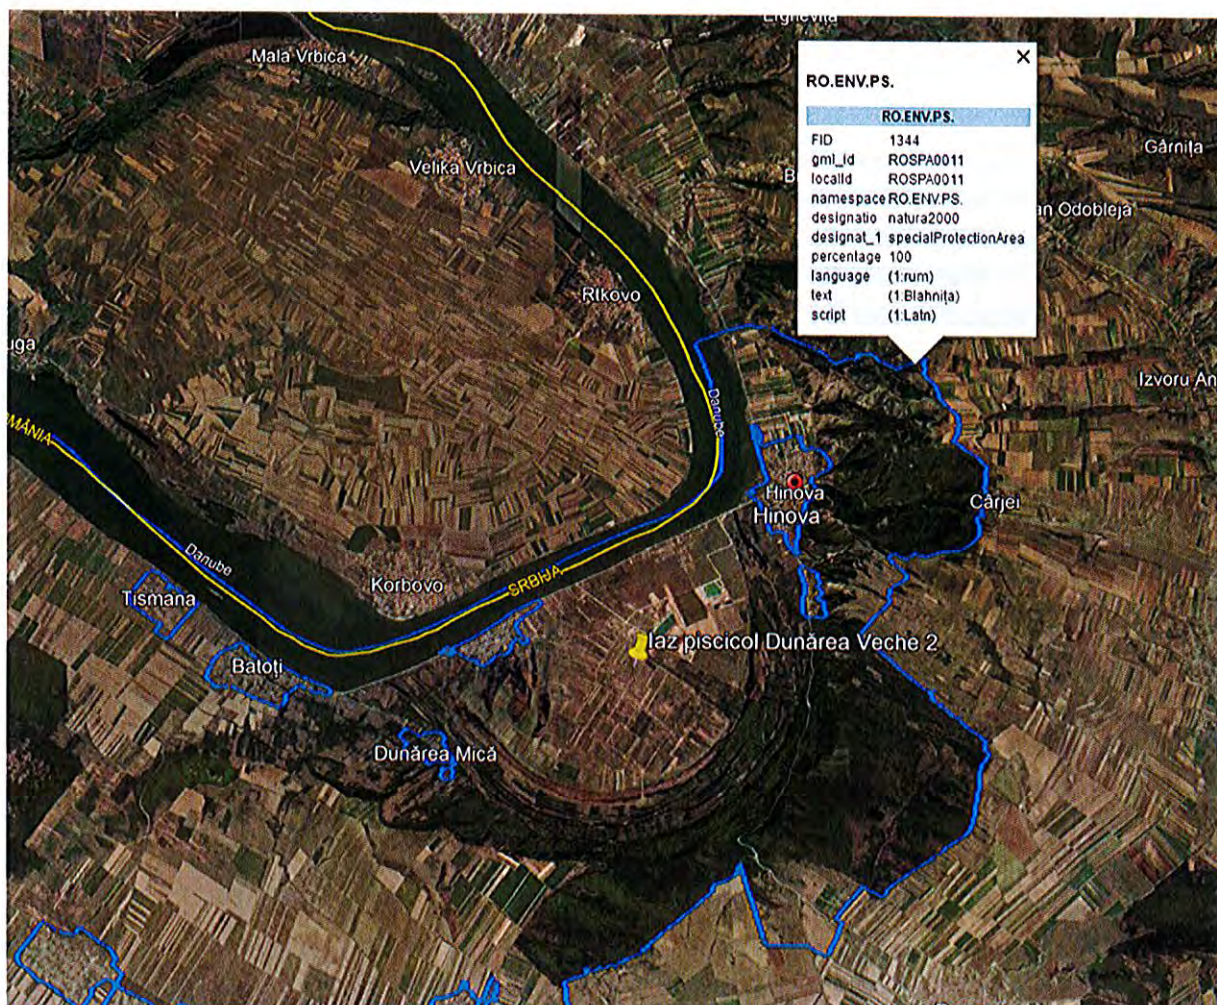 Erghevița
Mala Vrbica
RO.ENV.PS.
RO.ENV.PS.
FID 1344
gml_id ROSPA0011
localId ROSPA0011
namespace RO.ENV.PS.
designatio natura2000
designat_1 specialProtectionArea
percentage 100
language (1:rum)
text (1:Blahnița)
script (1:Latn)
Gârnița
Velika Vrbica
an Odobleja
Rtkovo
uga
Izvoru An
Danube
OMÂNIA
Hinova
Hinova
Cârjei
Danube
SRBIJA
Korbovo
Tismana
Iaz piscicol Dunărea Veche 2
Batoți
Dunărea Mică